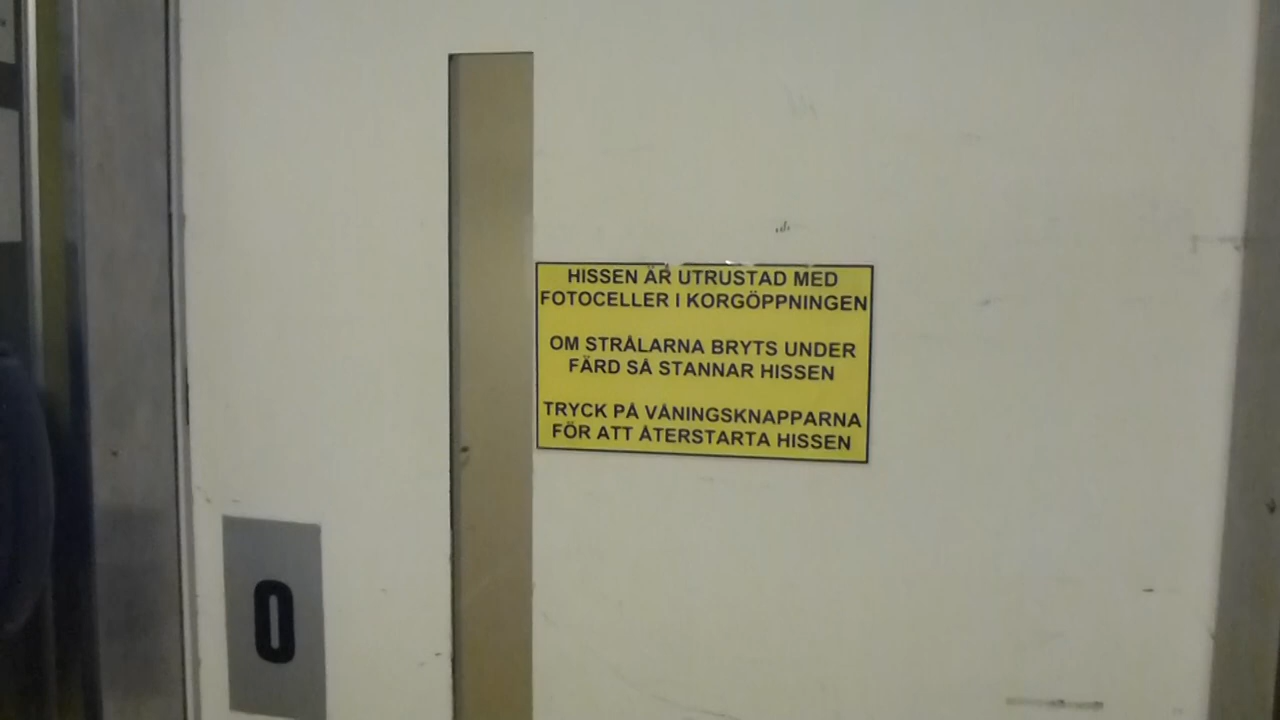 HISSEN ÄR UTRUSTAD MED
FOTOCELLER I KORGÖPPNINGEN
OM STRÅLARNA BRYTS UNDER
FÄRD SÅ STANNAR HISSEN
TRYCK PÅ VÅNINGSKNAPPARNA
FÖR ATT ÅTERSTARTA HISSEN
0